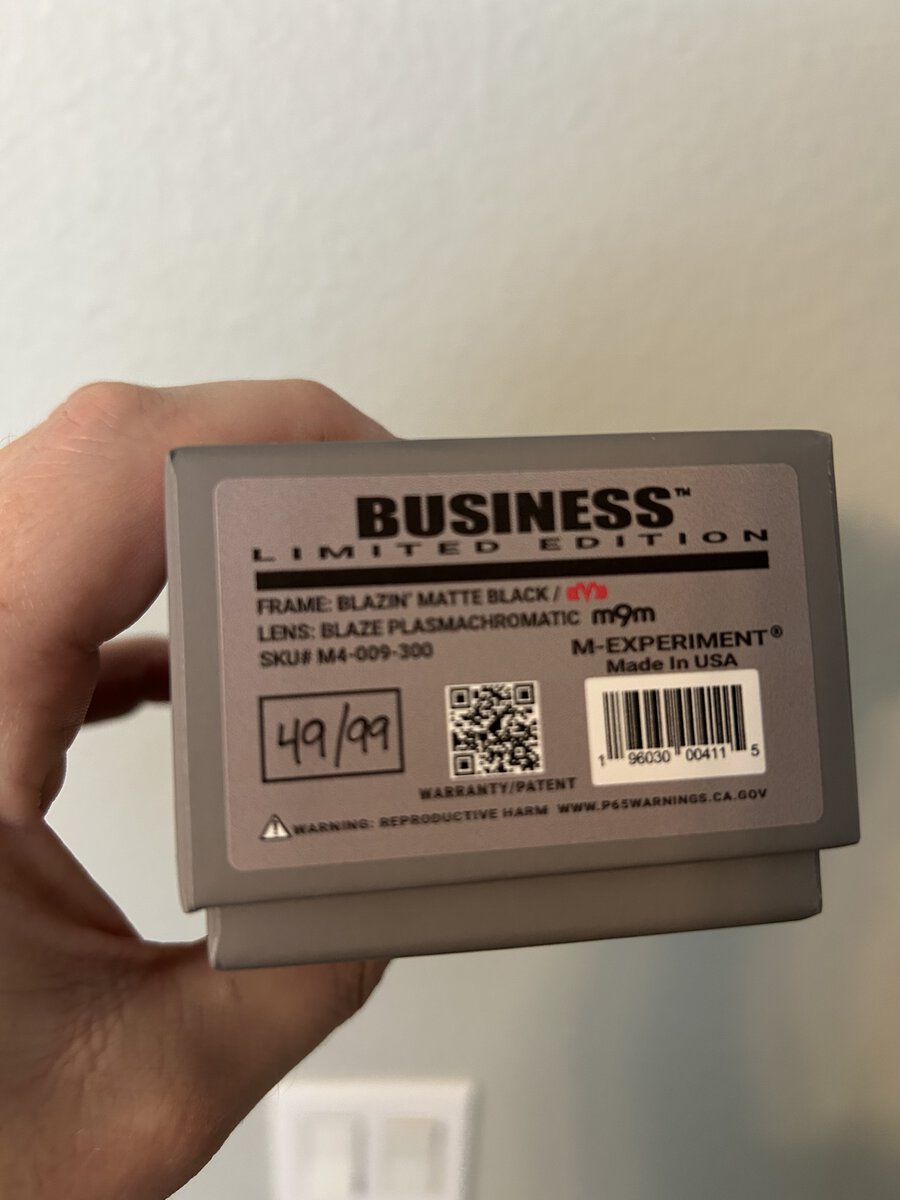 BUSINESS™
LIMITED EDITION
FRAME: BLAZIN' MATTE BLACK /
LENS: BLAZE PLASMACHROMATIC m9m
SKU# M4-009-300
M-EXPERIMENT®
Made In USA
49/99
1 96030 00411 5
WARRANTY/PATENT
WARNING: REPRODUCTIVE HARM WWW.P65WARNINGS.CA.GOV